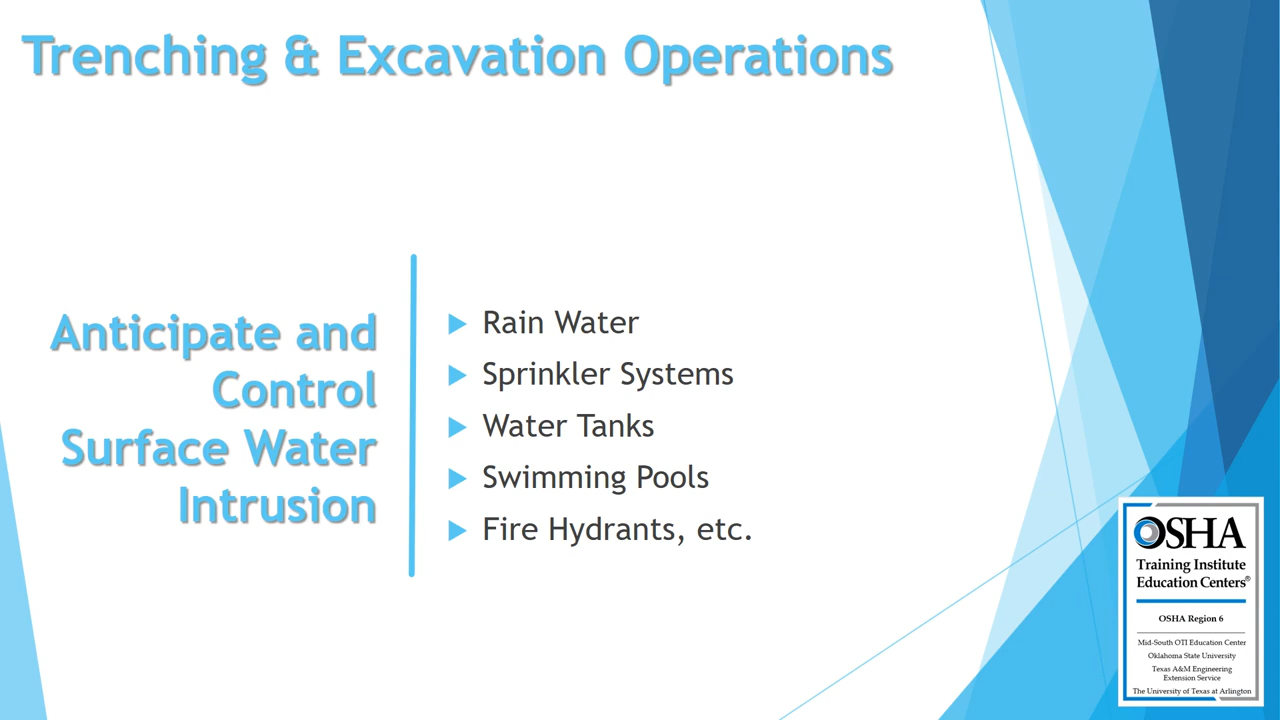 Trenching & Excavation Operations
Anticipate and
Control
Surface Water
Intrusion
Rain Water
Sprinkler Systems
Water Tanks
Swimming Pools
Fire Hydrants, etc.
OSHA
Training Institute
Education Centers®
OSHA Region 6
Mid-South OTI Education Center
Oklahoma State University
Texas A&M Engineering
Extension Service
The University of Texas at Arlington